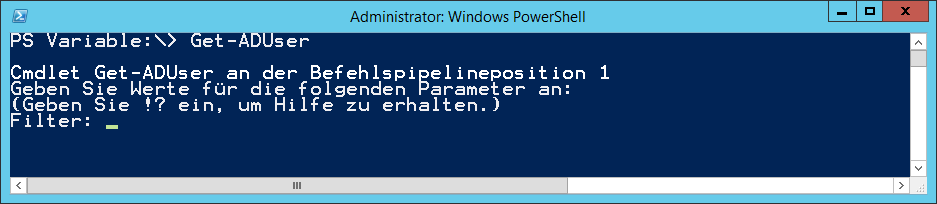 Administrator: Windows PowerShell
PS Variable:\> Get-ADUser
Cmdlet Get-ADUser an der Befehlspipelineposition 1
Geben Sie Werte für die folgenden Parameter an:
(Geben Sie !? ein, um Hilfe zu erhalten.)
Filter: